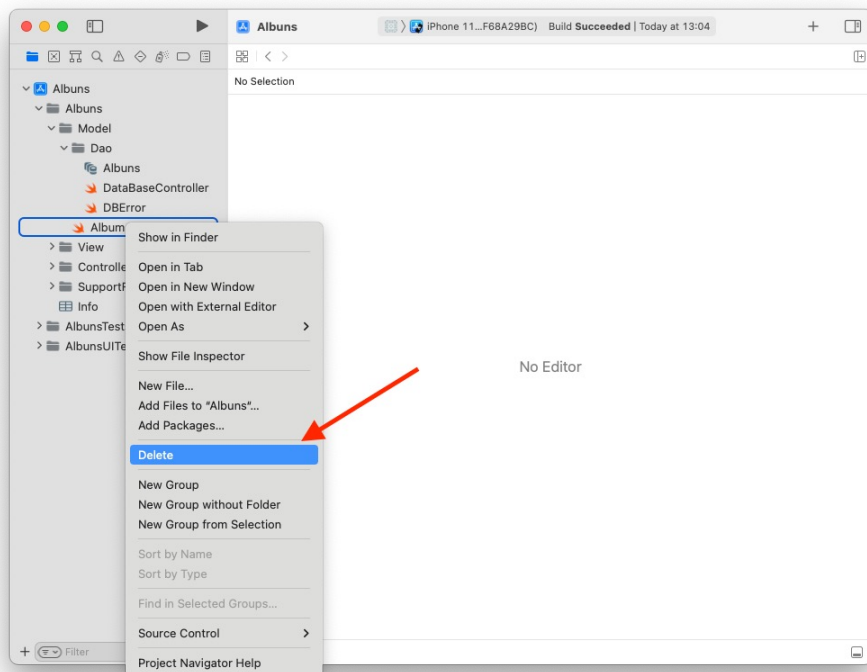 Albuns
iPhone 11...F68A29BC) Build Succeeded | Today at 13:04
No Selection
Albuns
Albuns
Model
Dao
Albuns
DataBaseController
DBError
Album
View
Controlle
Support
Info
AlbunsTest
AlbunsUITe
Show in Finder
Open in Tab
Open in New Window
Open with External Editor
Open As
Show File Inspector
New File...
Add Files to “Albuns”...
Add Packages...
Delete
New Group
New Group without Folder
New Group from Selection
Sort by Name
Sort by Type
Find in Selected Groups...
Source Control
Project Navigator Help
No Editor
Filter